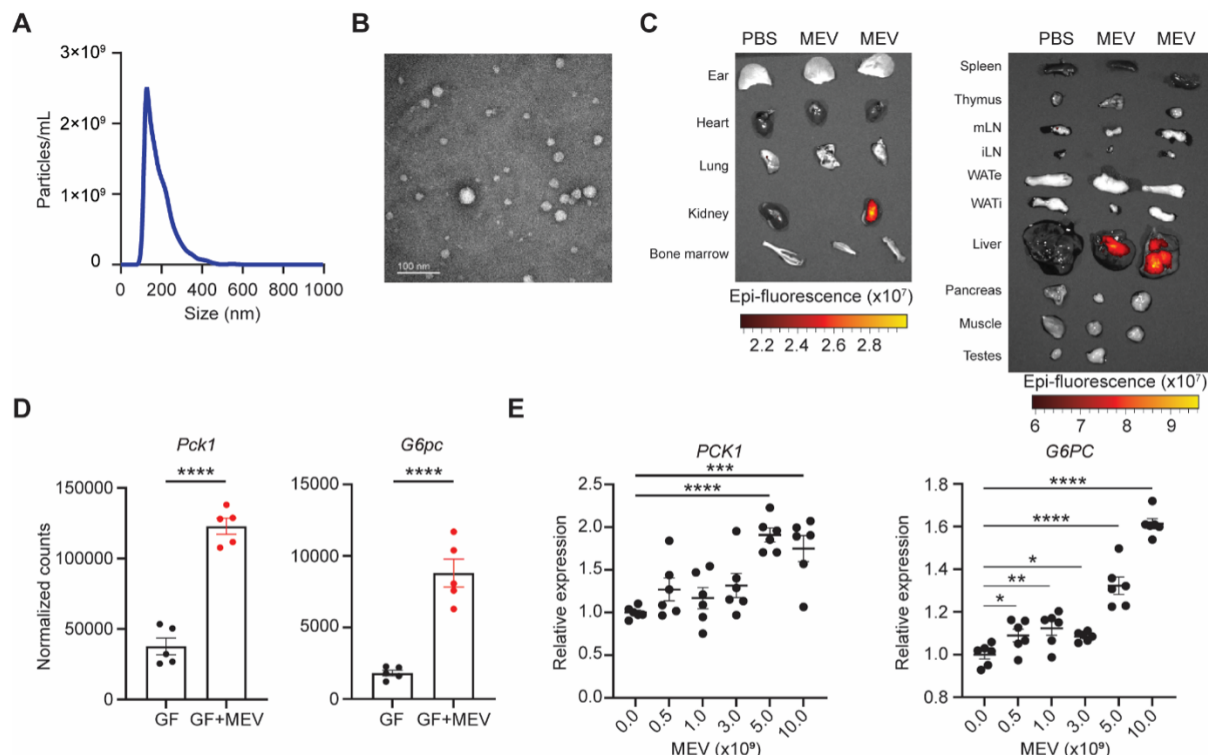 A
3×10⁹
2×10⁹
1×10⁹
0
Particles/mL
0 200 400 600 800 1000
Size (nm)
B
100 nm
C
PBS MEV MEV
Ear
Heart
Lung
Kidney
Bone marrow
Epi-fluorescence (x10⁷)
2.2 2.4 2.6 2.8
PBS MEV MEV
Spleen
Thymus
mLN
iLN
WATe
WATi
Liver
Pancreas
Muscle
Testes
Epi-fluorescence (x10⁷)
6 7 8 9
D
Pck1
****
150000
100000
50000
0
Normalized counts
GF GF+MEV
G6pc
****
15000
10000
5000
0
GF GF+MEV
E
PCK1
***
****
2.5
2.0
1.5
1.0
0.5
0.0
Relative expression
0.0 0.5 1.0 3.0 5.0 10.0
MEV (x10⁹)
G6PC
****
****
*
**
*
1.8
1.6
1.4
1.2
1.0
0.8
Relative expression
0.0 0.5 1.0 3.0 5.0 10.0
MEV (x10⁹)